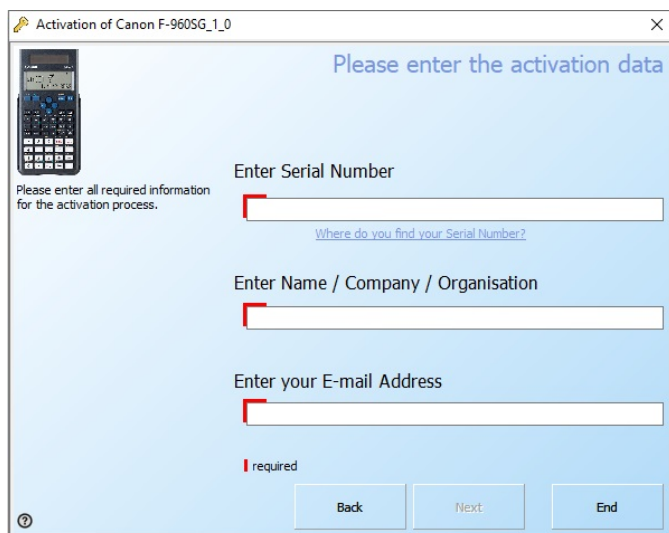 Activation of Canon F-960SG_1_0
Please enter the activation data
Please enter all required information
for the activation process.
Enter Serial Number
Where do you find your Serial Number?
Enter Name / Company / Organisation
Enter your E-mail Address
required
Back
Next
End